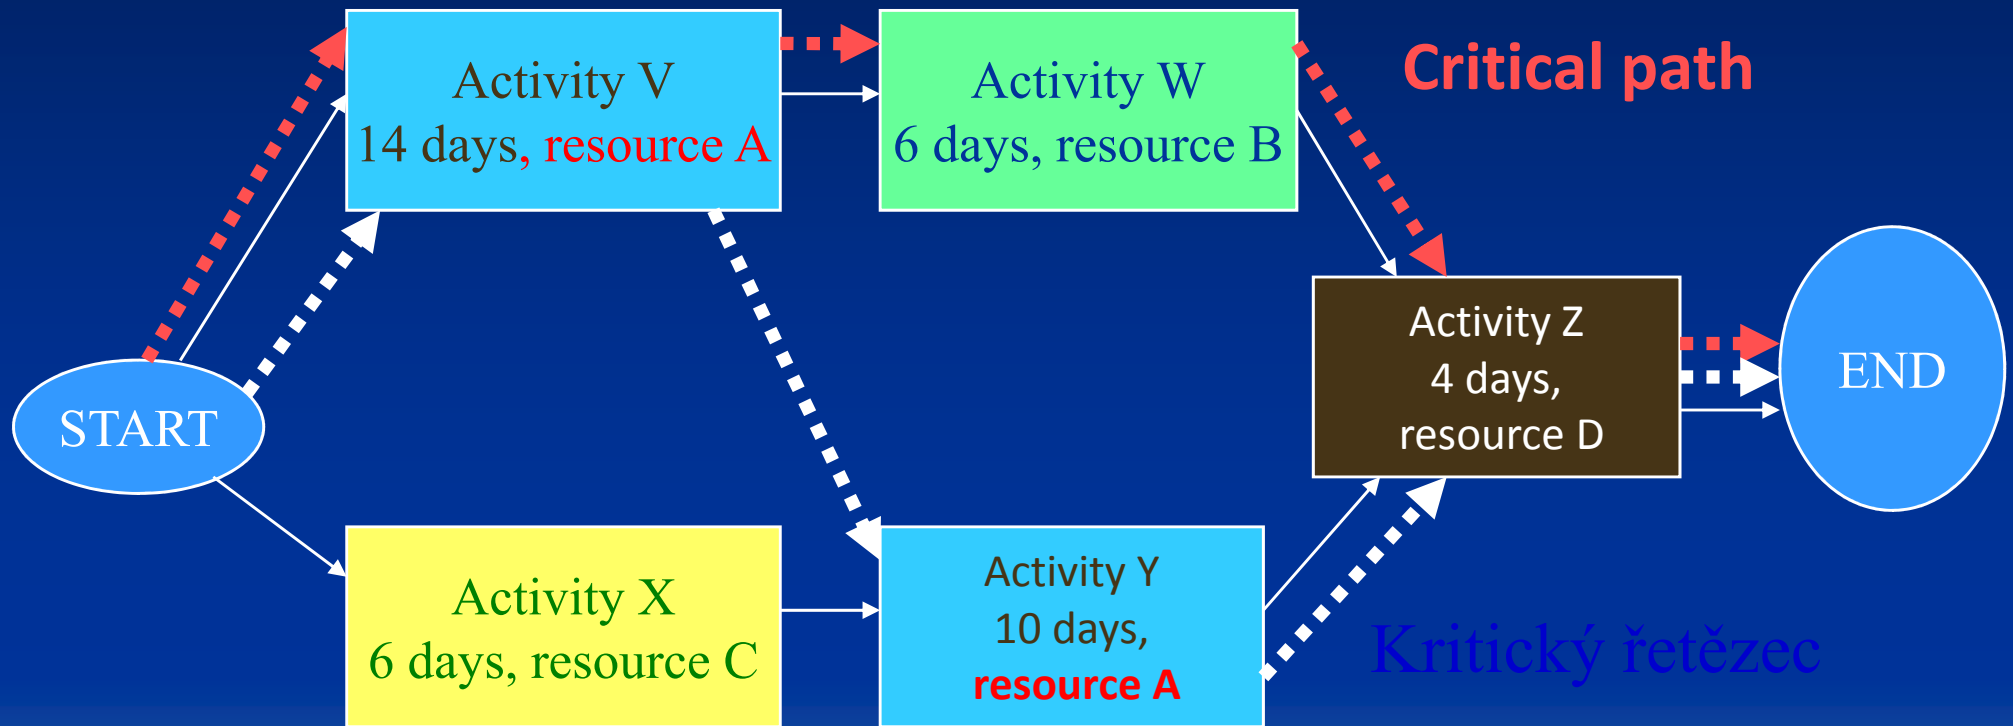 Activity V
14 days, resource A
Activity W
6 days, resource B
Critical path
START
Activity Z
4 days,
resource D
END
Activity X
6 days, resource C
Activity Y
10 days,
resource A
Kritický řetězec